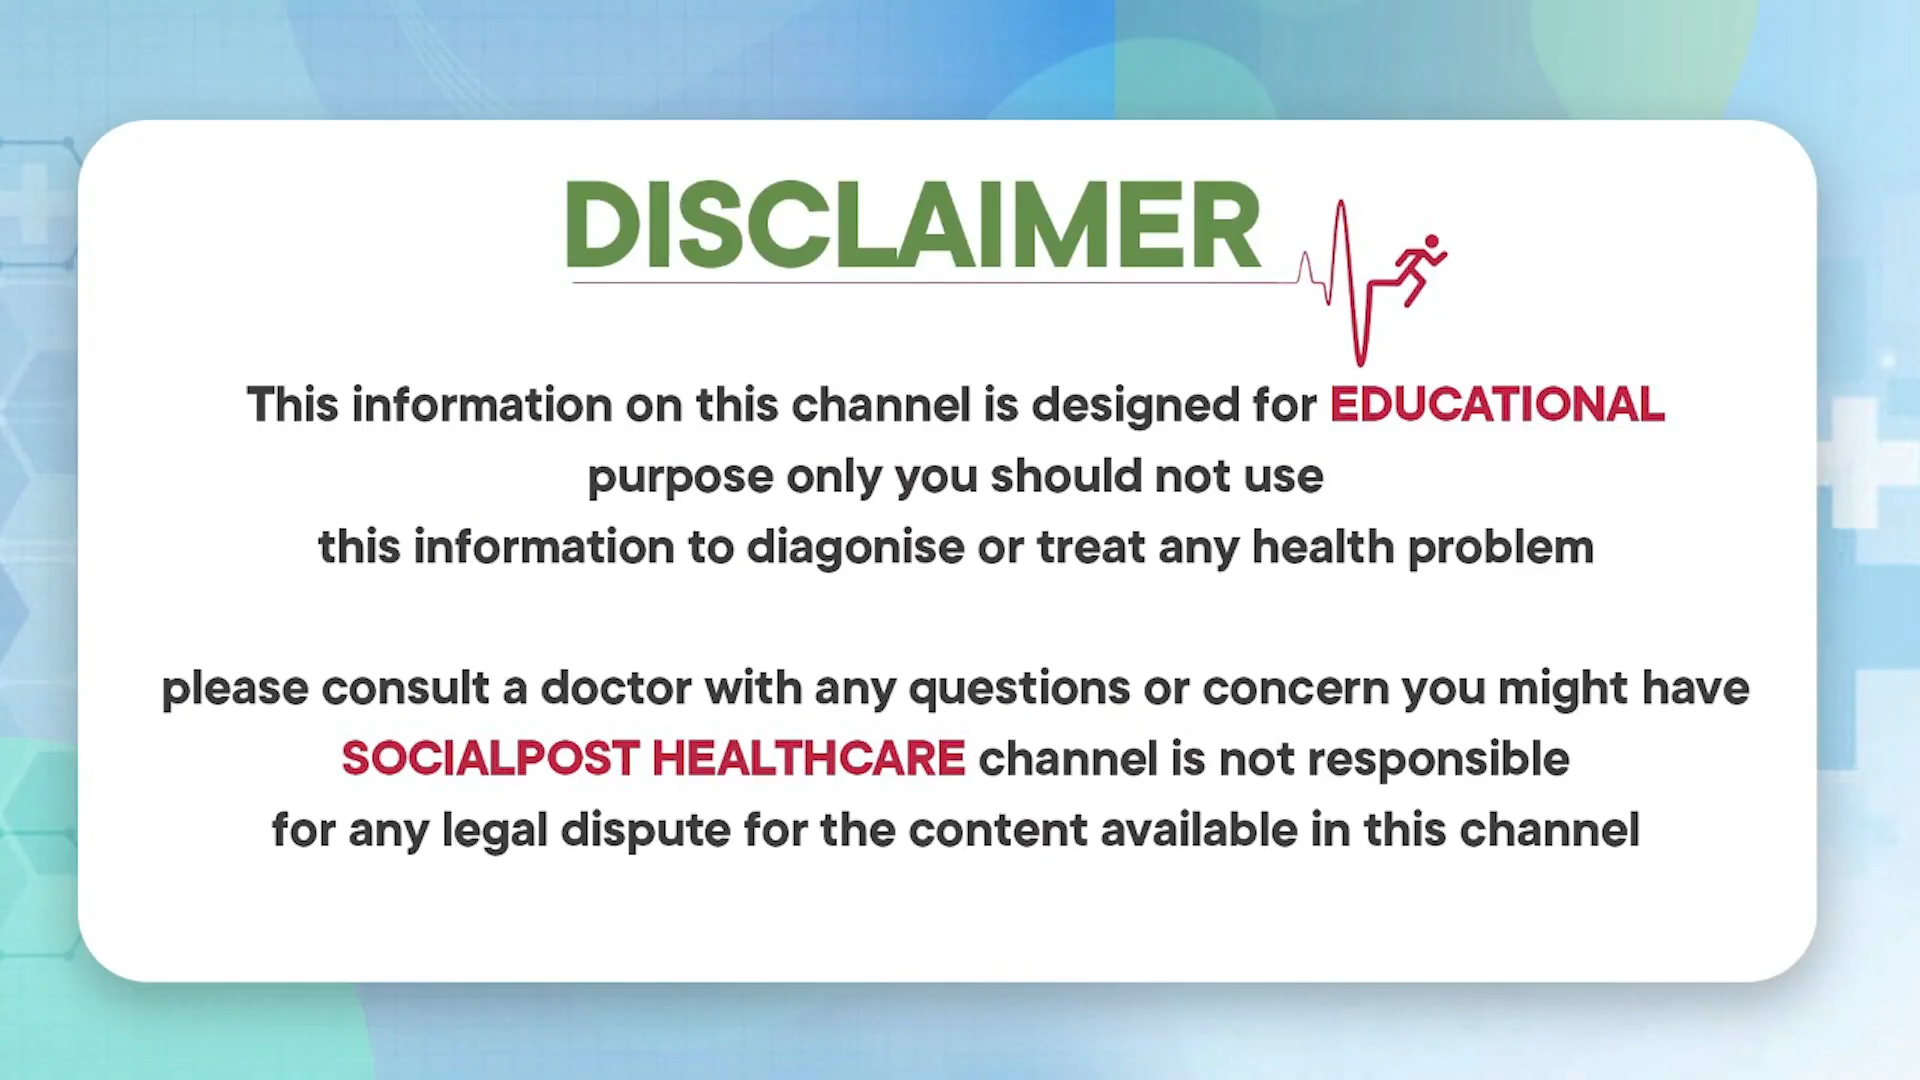 DISCLAIMER
This information on this channel is designed for EDUCATIONAL
purpose only you should not use
this information to diagonise or treat any health problem
please consult a doctor with any questions or concern you might have
SOCIALPOST HEALTHCARE channel is not responsible
for any legal dispute for the content available in this channel